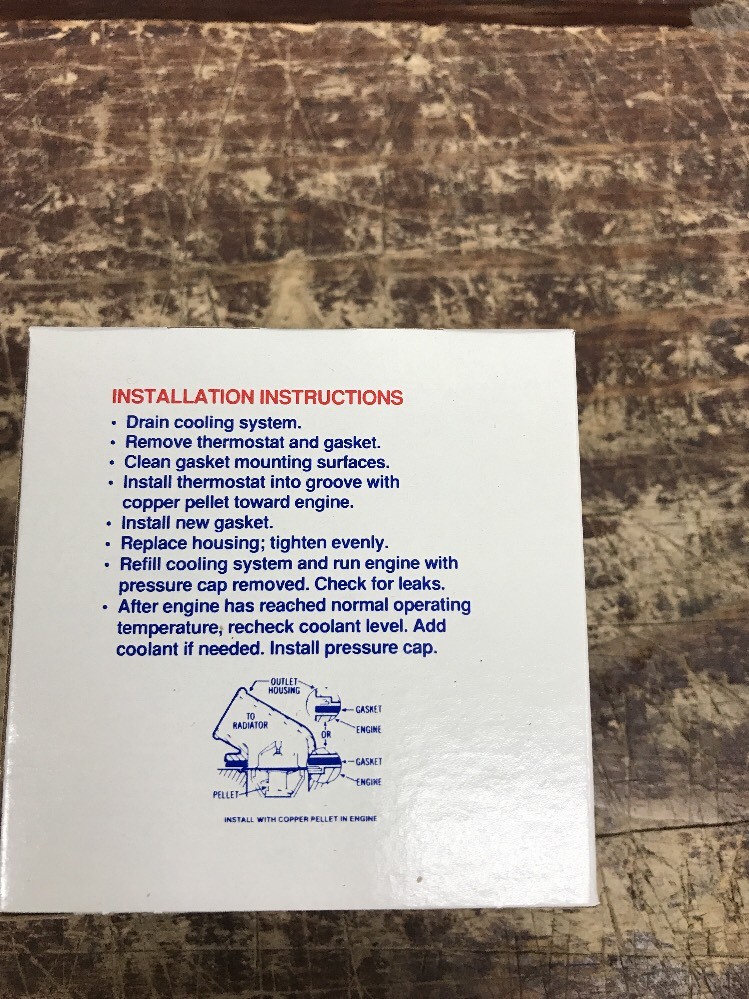 INSTALLATION INSTRUCTIONS
• Drain cooling system.
• Remove thermostat and gasket.
• Clean gasket mounting surfaces.
• Install thermostat into groove with
copper pellet toward engine.
• Install new gasket.
• Replace housing; tighten evenly.
• Refill cooling system and run engine with
pressure cap removed. Check for leaks.
• After engine has reached normal operating
temperature, recheck coolant level. Add
coolant if needed. Install pressure cap.
OUTLET
HOUSING
TO
RADIATOR
GASKET
ENGINE
OR
GASKET
ENGINE
PELLET
INSTALL WITH COPPER PELLET IN ENGINE